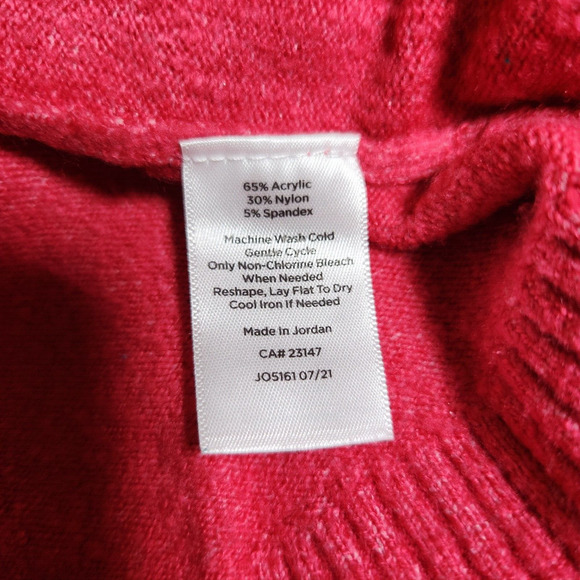 65% Acrylic
30% Nylon
5% Spandex
Machine Wash Cold
Gentle Cycle
Only Non-Chlorine Bleach
When Needed
Reshape, Lay Flat To Dry
Cool Iron If Needed
Made in Jordan
CA# 23147
JO5161 07/21